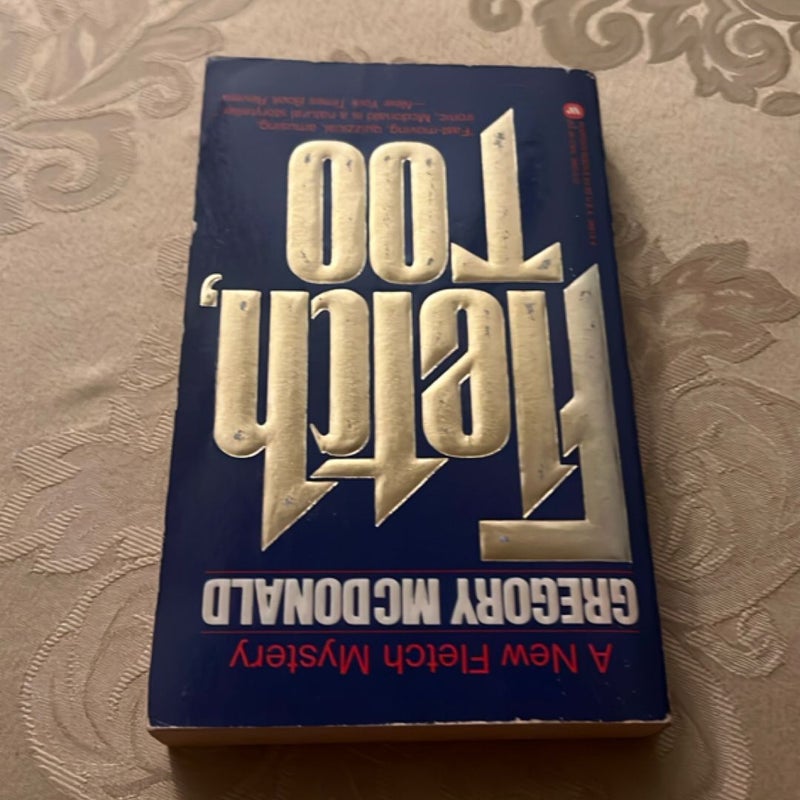 A New Fletch Mystery
GREGORY MCDONALD
Fletch,
TOO
"Fast-moving, quizzical, amusing,
ironic, Mcdonald is a natural storyteller
—New York Times Book Review